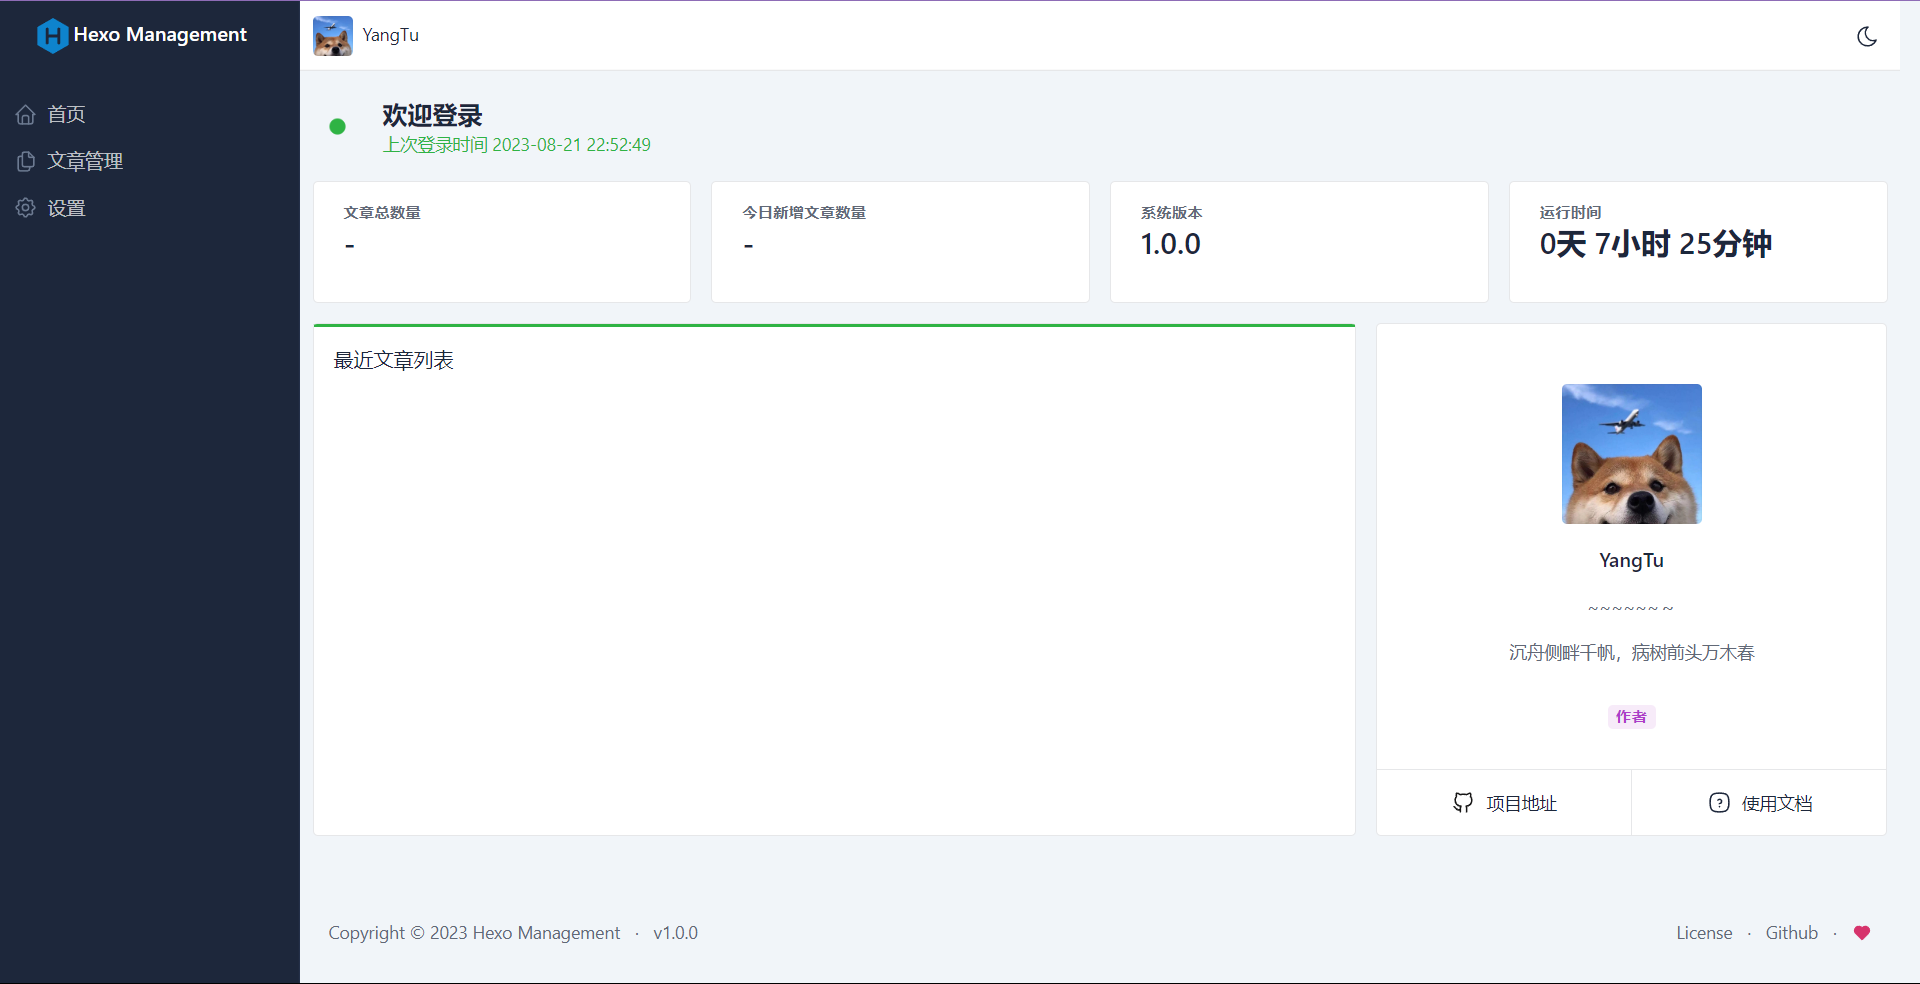 Hexo Management
首页
文章管理
设置
YangTu
欢迎登录
上次登录时间 2023-08-21 22:52:49
文章总数量
-
今日新增文章数量
-
系统版本
1.0.0
运行时间
0天 7小时 25分钟
最近文章列表
YangTu
~~~~~~ ~
沉舟侧畔千帆，病树前头万木春
作者
项目地址
使用文档
Copyright © 2023 Hexo Management · v1.0.0
License · Github · ♥